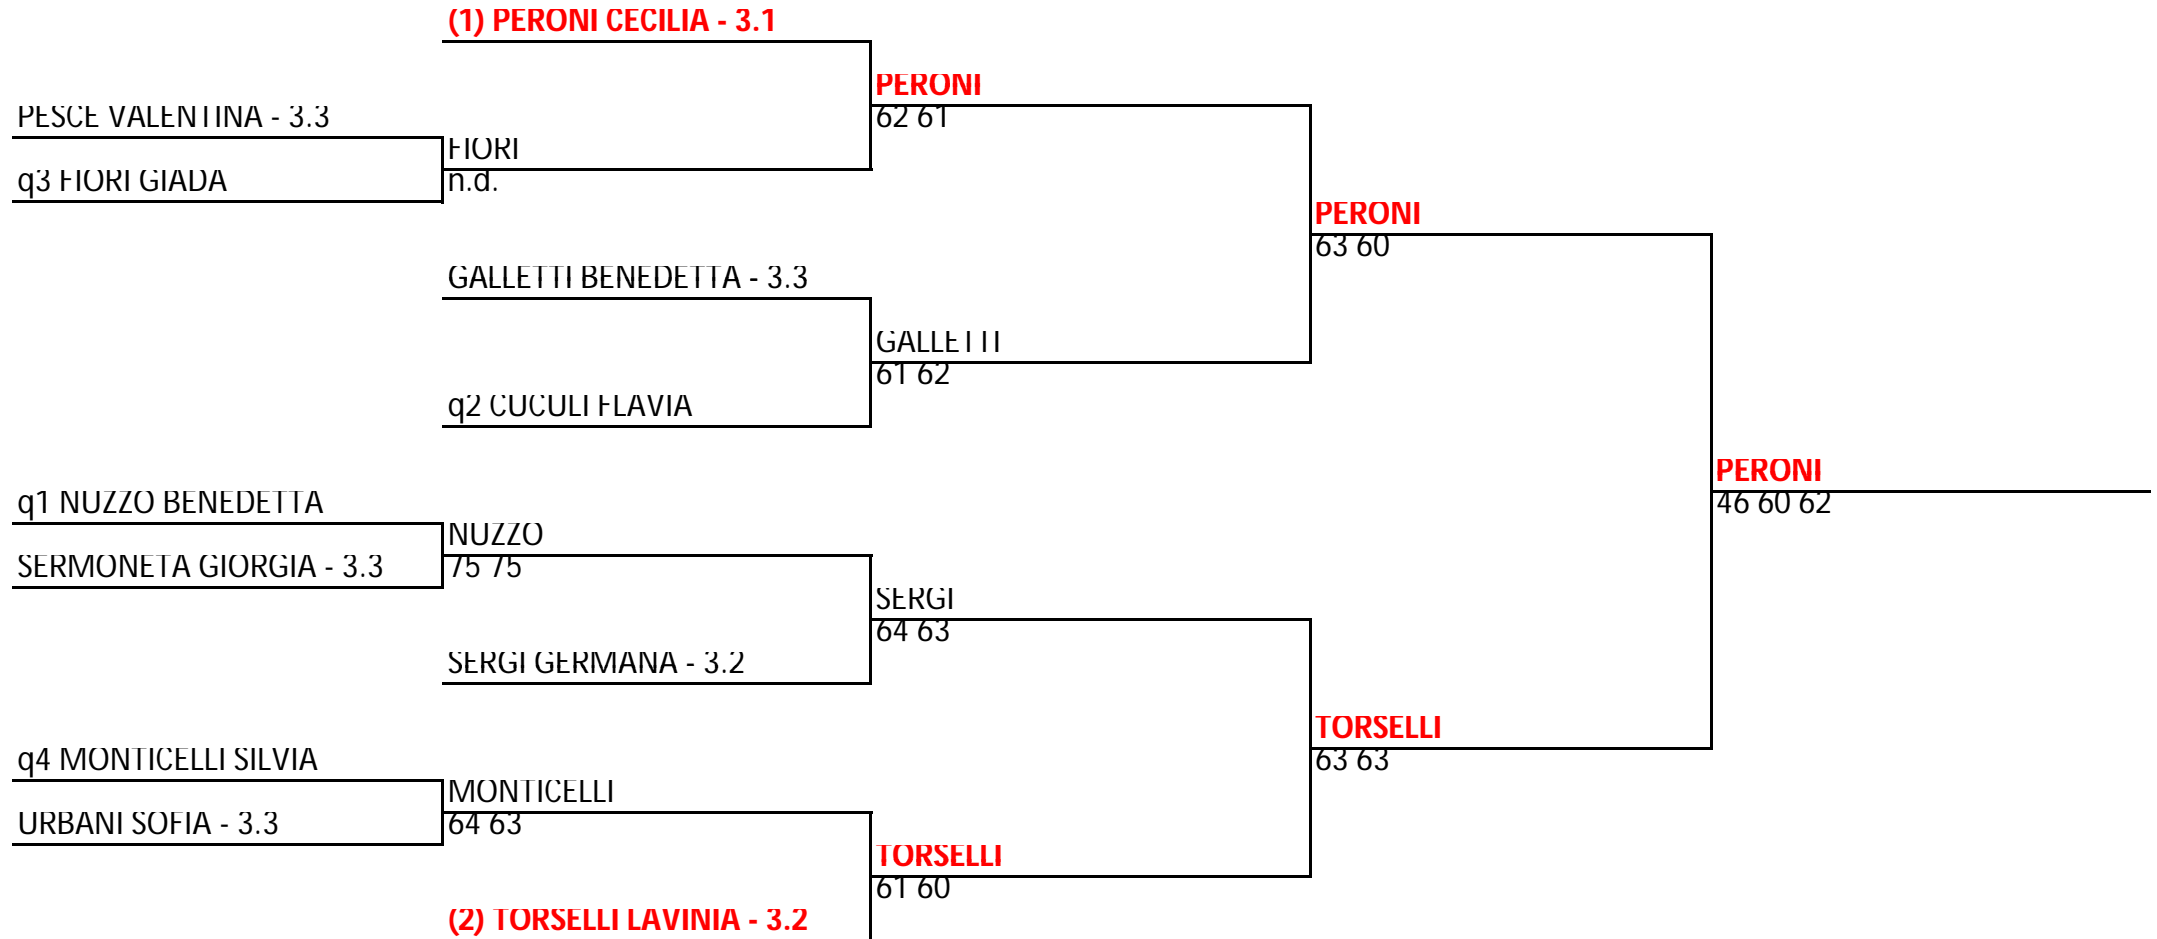 (1) PERONI CECILIA - 3.1
PERONI
62 61
PESCE VALENTINA - 3.3
FIORI
n.d.
q3 FIORI GIADA
PERONI
63 60
GALLETTI BENEDETTA - 3.3
GALLETTI
61 62
q2 CUCULI FLAVIA
PERONI
46 60 62
q1 NUZZO BENEDETTA
NUZZO
75 75
SERMONETA GIORGIA - 3.3
SERGI
64 63
SERGI GERMANA - 3.2
TORSELLI
63 63
q4 MONTICELLI SILVIA
MONTICELLI
64 63
URBANI SOFIA - 3.3
TORSELLI
61 60
(2) TORSELLI LAVINIA - 3.2